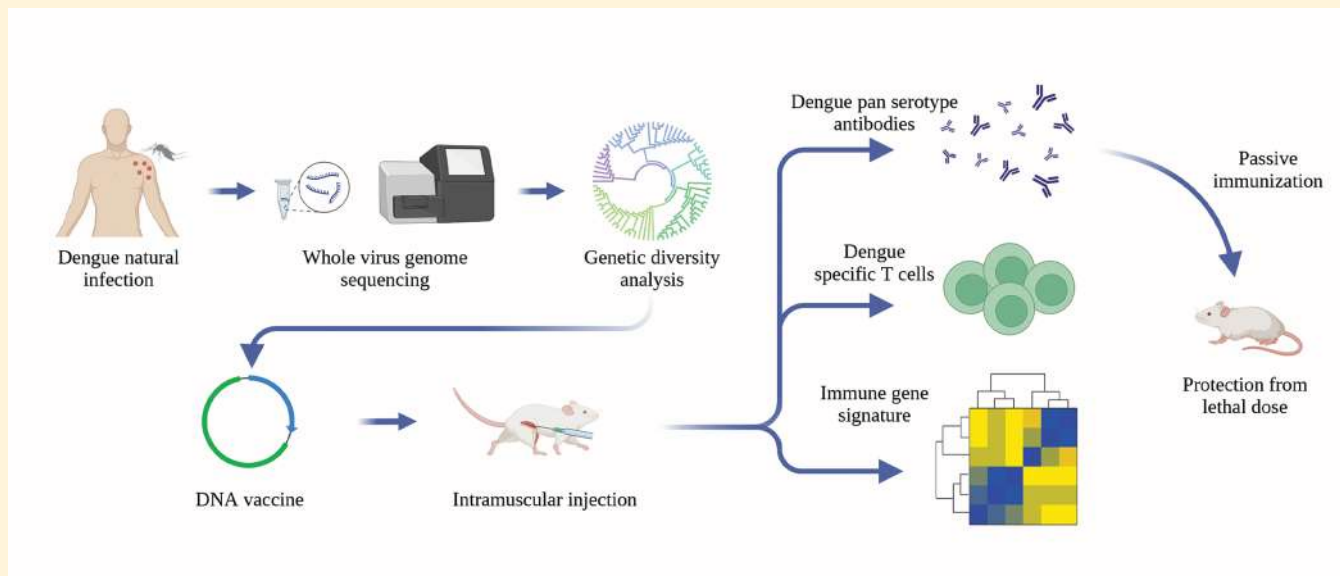 Dengue natural
infection
Whole virus genome
sequencing
Genetic diversity
analysis
DNA vaccine
Intramuscular injection
Dengue pan serotype
antibodies
Dengue
specific T cells
Immune gene
signature
Passive
immunization
Protection from
lethal dose